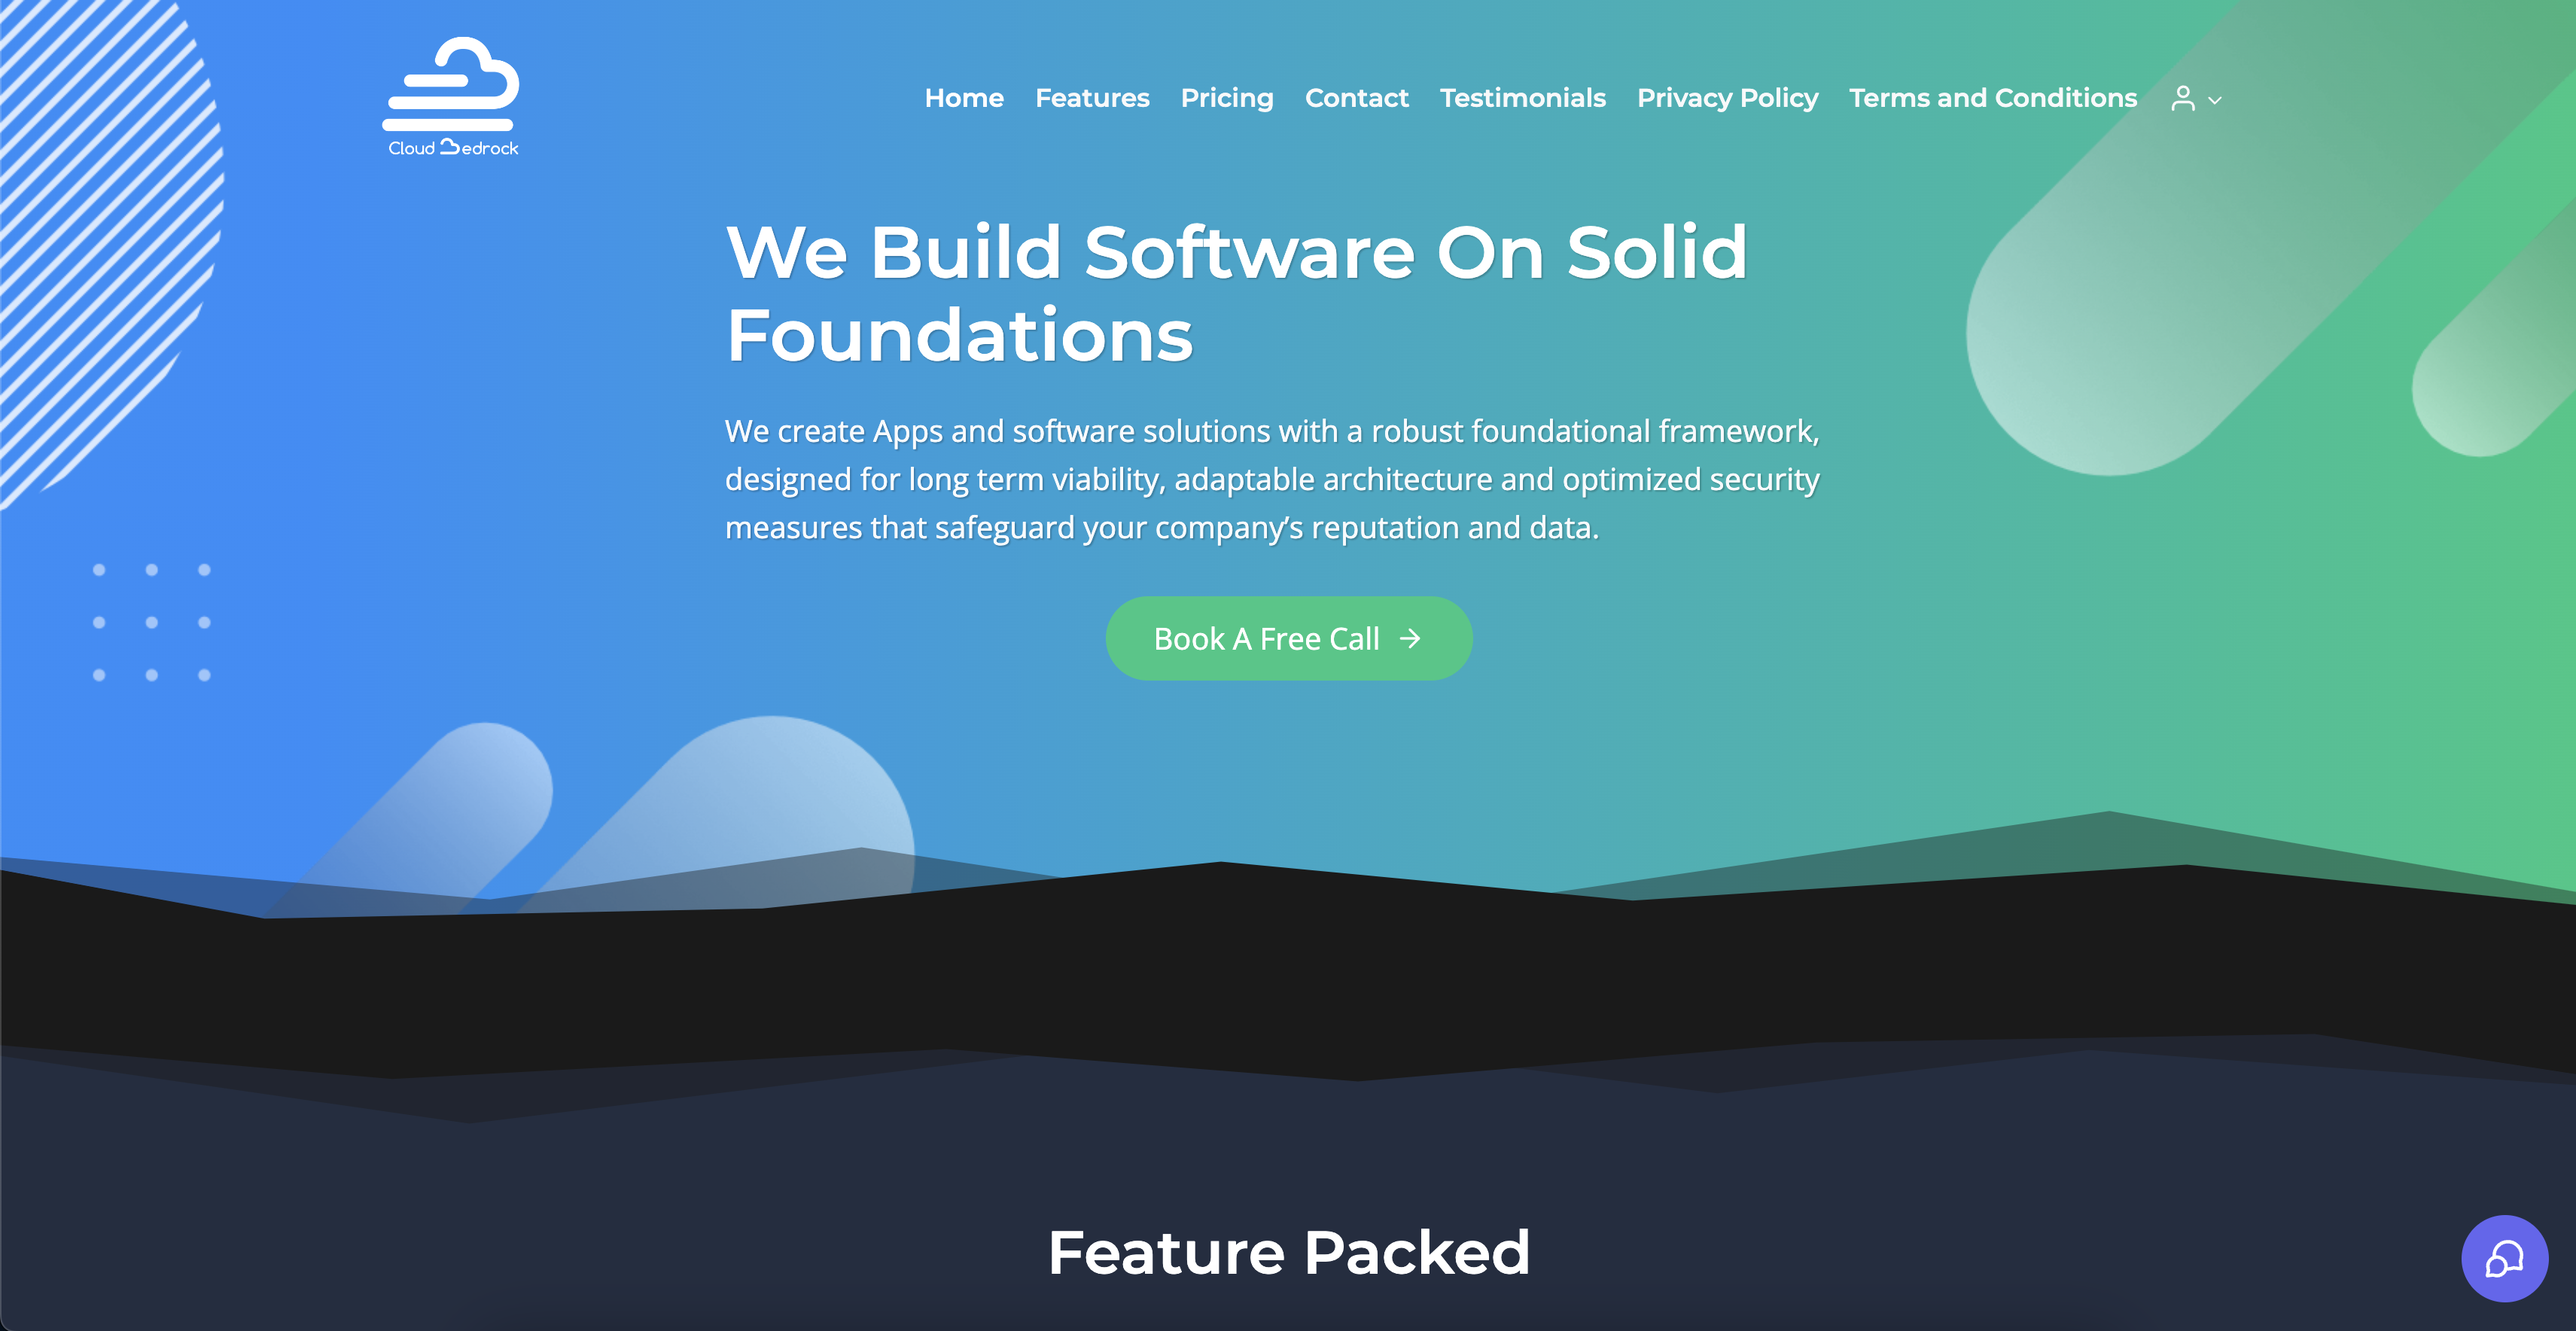 Cloud Bedrock
Home Features Pricing Contact Testimonials Privacy Policy Terms and Conditions
We Build Software On Solid
Foundations
We create Apps and software solutions with a robust foundational framework,
designed for long term viability, adaptable architecture and optimized security
measures that safeguard your company’s reputation and data.
Book A Free Call
Feature Packed